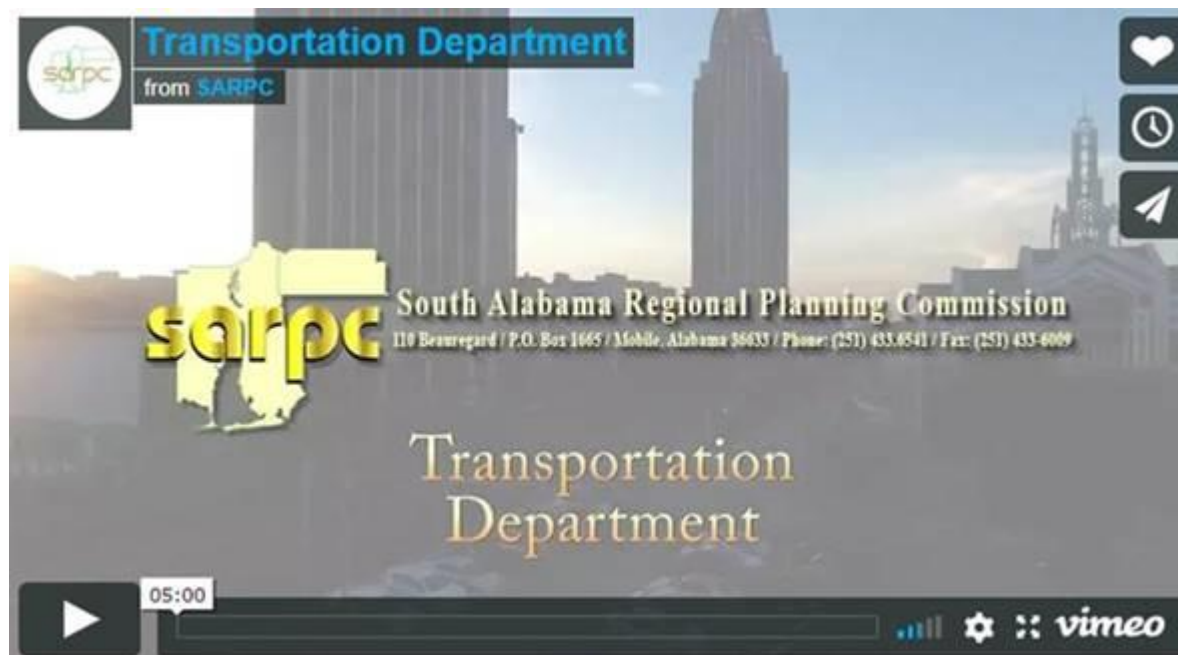 Transportation Department
from SARPC
sarpc
sarpc
South Alabama Regional Planning Commission
110 Beauregard / P.O. Box 1665 / Mobile, Alabama 36633 / Phone: (251) 433.6541 / Fax: (251) 433-6009
Transportation
Department
05:00
vimeo